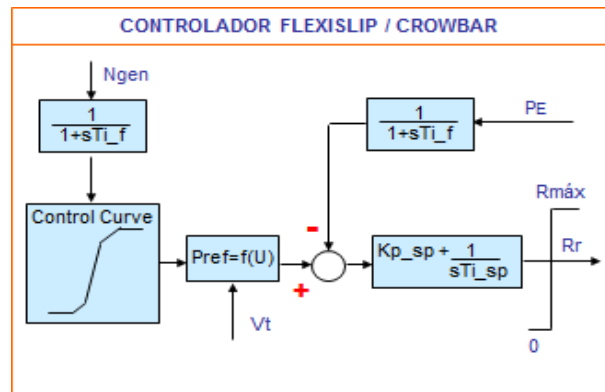 CONTROLADOR FLEXISLIP / CROWBAR
Ngen
1
1+sTi_f
1
1+sTi_f
PE
Control Curve
Pref=f(U)
-
+
Vt
Kp_sp + 1
sTi_sp
Rmáx
Rr
0